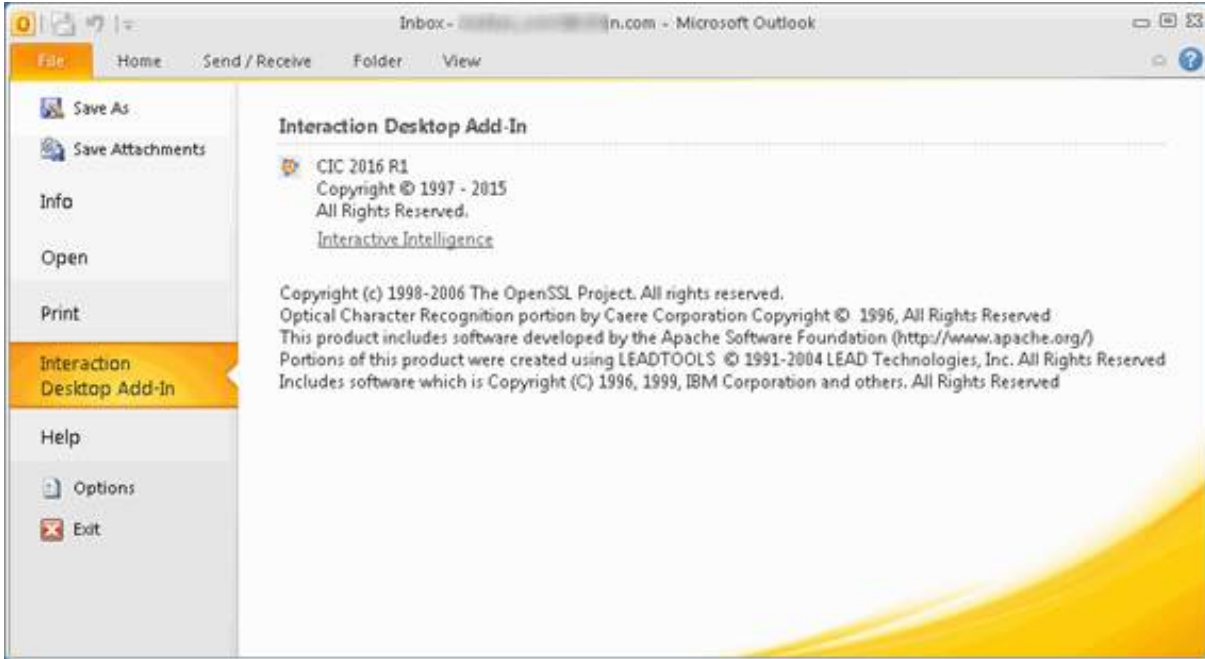 Inbox - n.com - Microsoft Outlook
File Home Send / Receive Folder View
Save As
Save Attachments
Info
Open
Print
Interaction
Desktop Add-In
Help
Options
Exit
Interaction Desktop Add-In
CIC 2016 R1
Copyright © 1997 - 2015
All Rights Reserved.
Interactive Intelligence
Copyright (c) 1998-2006 The OpenSSL Project. All rights reserved.
Optical Character Recognition portion by Caere Corporation Copyright © 1996, All Rights Reserved
This product includes software developed by the Apache Software Foundation (http://www.apache.org/)
Portions of this product were created using LEADTOOLS © 1991-2004 LEAD Technologies, Inc. All Rights Reserved
Includes software which is Copyright (C) 1996, 1999, IBM Corporation and others. All Rights Reserved